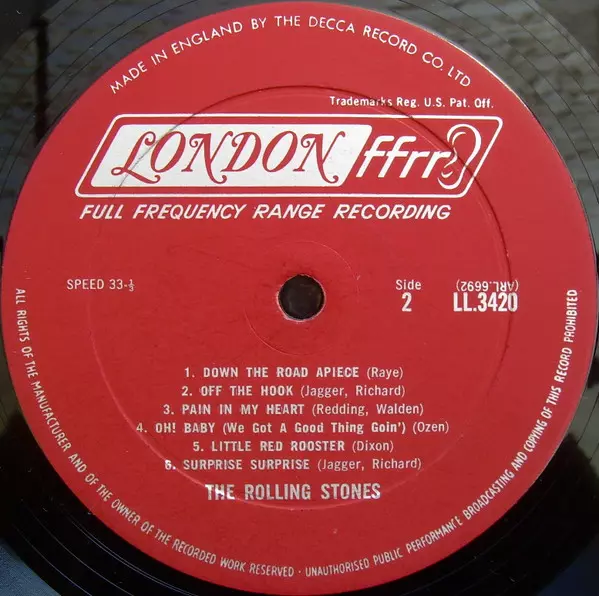 MADE IN ENGLAND BY THE DECCA RECORD CO. LTD
Trademarks Reg. U.S. Pat. Off.
LONDON ffrr
FULL FREQUENCY RANGE RECORDING
SPEED 33-⅓
Side 2
(ARL.6692)
LL.3420
1. DOWN THE ROAD APIECE (Raye)
2. OFF THE HOOK (Jagger, Richard)
3. PAIN IN MY HEART (Redding, Walden)
4. OH! BABY (We Got A Good Thing Goin') (Ozen)
5. LITTLE RED ROOSTER (Dixon)
6. SURPRISE SURPRISE (Jagger, Richard)
THE ROLLING STONES
ALL RIGHTS OF THE MANUFACTURER AND OF THE OWNER OF THE RECORDED WORK RESERVED · UNAUTHORISED PUBLIC PERFORMANCE BROADCASTING AND COPYING OF THIS RECORD PROHIBITED